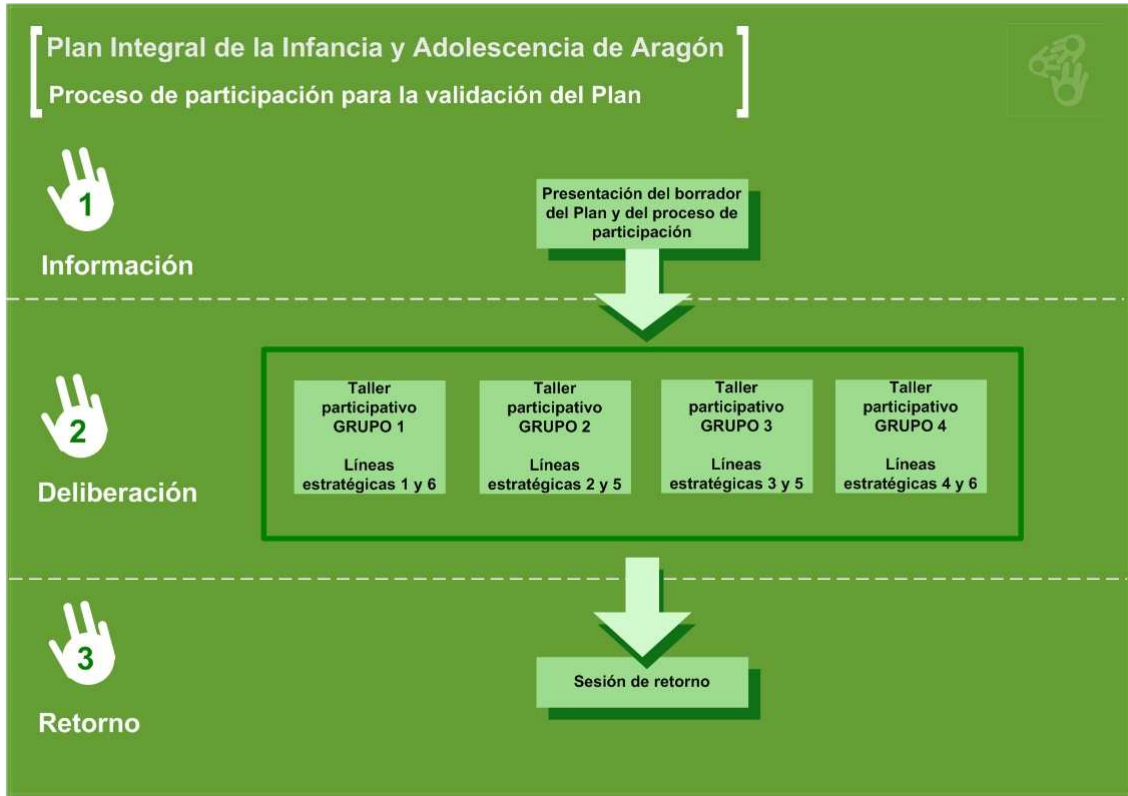 Plan Integral de la Infancia y Adolescencia de Aragón
Proceso de participación para la validación del Plan
1
Información
Presentación del borrador
del Plan y del proceso de
participación
2
Deliberación
Taller
participativo
GRUPO 1
Líneas
estratégicas 1 y 6
Taller
participativo
GRUPO 2
Líneas
estratégicas 2 y 5
Taller
participativo
GRUPO 3
Líneas
estratégicas 3 y 5
Taller
participativo
GRUPO 4
Líneas
estratégicas 4 y 6
3
Retorno
Sesión de retorno